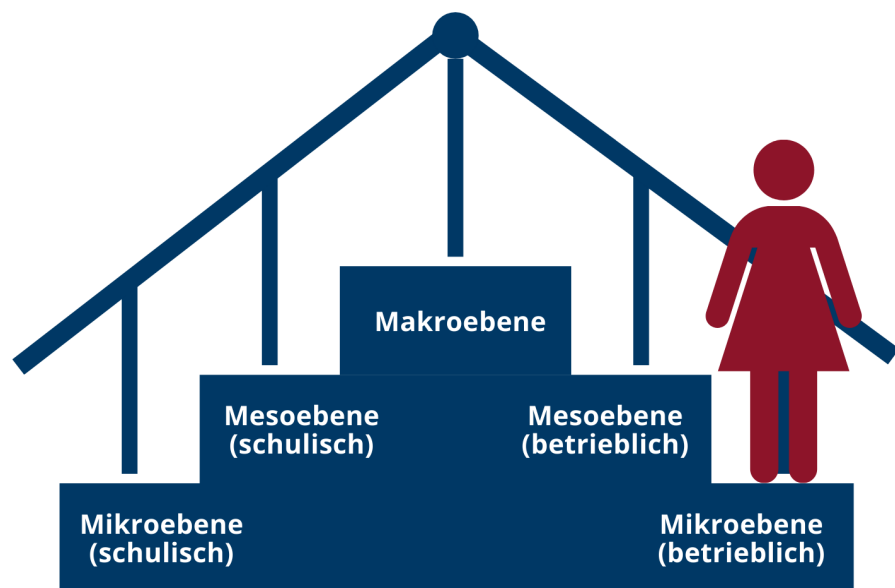 Makroebene
Mesoebene
(schulisch)
Mesoebene
(betrieblich)
Mikroebene
(schulisch)
Mikroebene
(betrieblich)